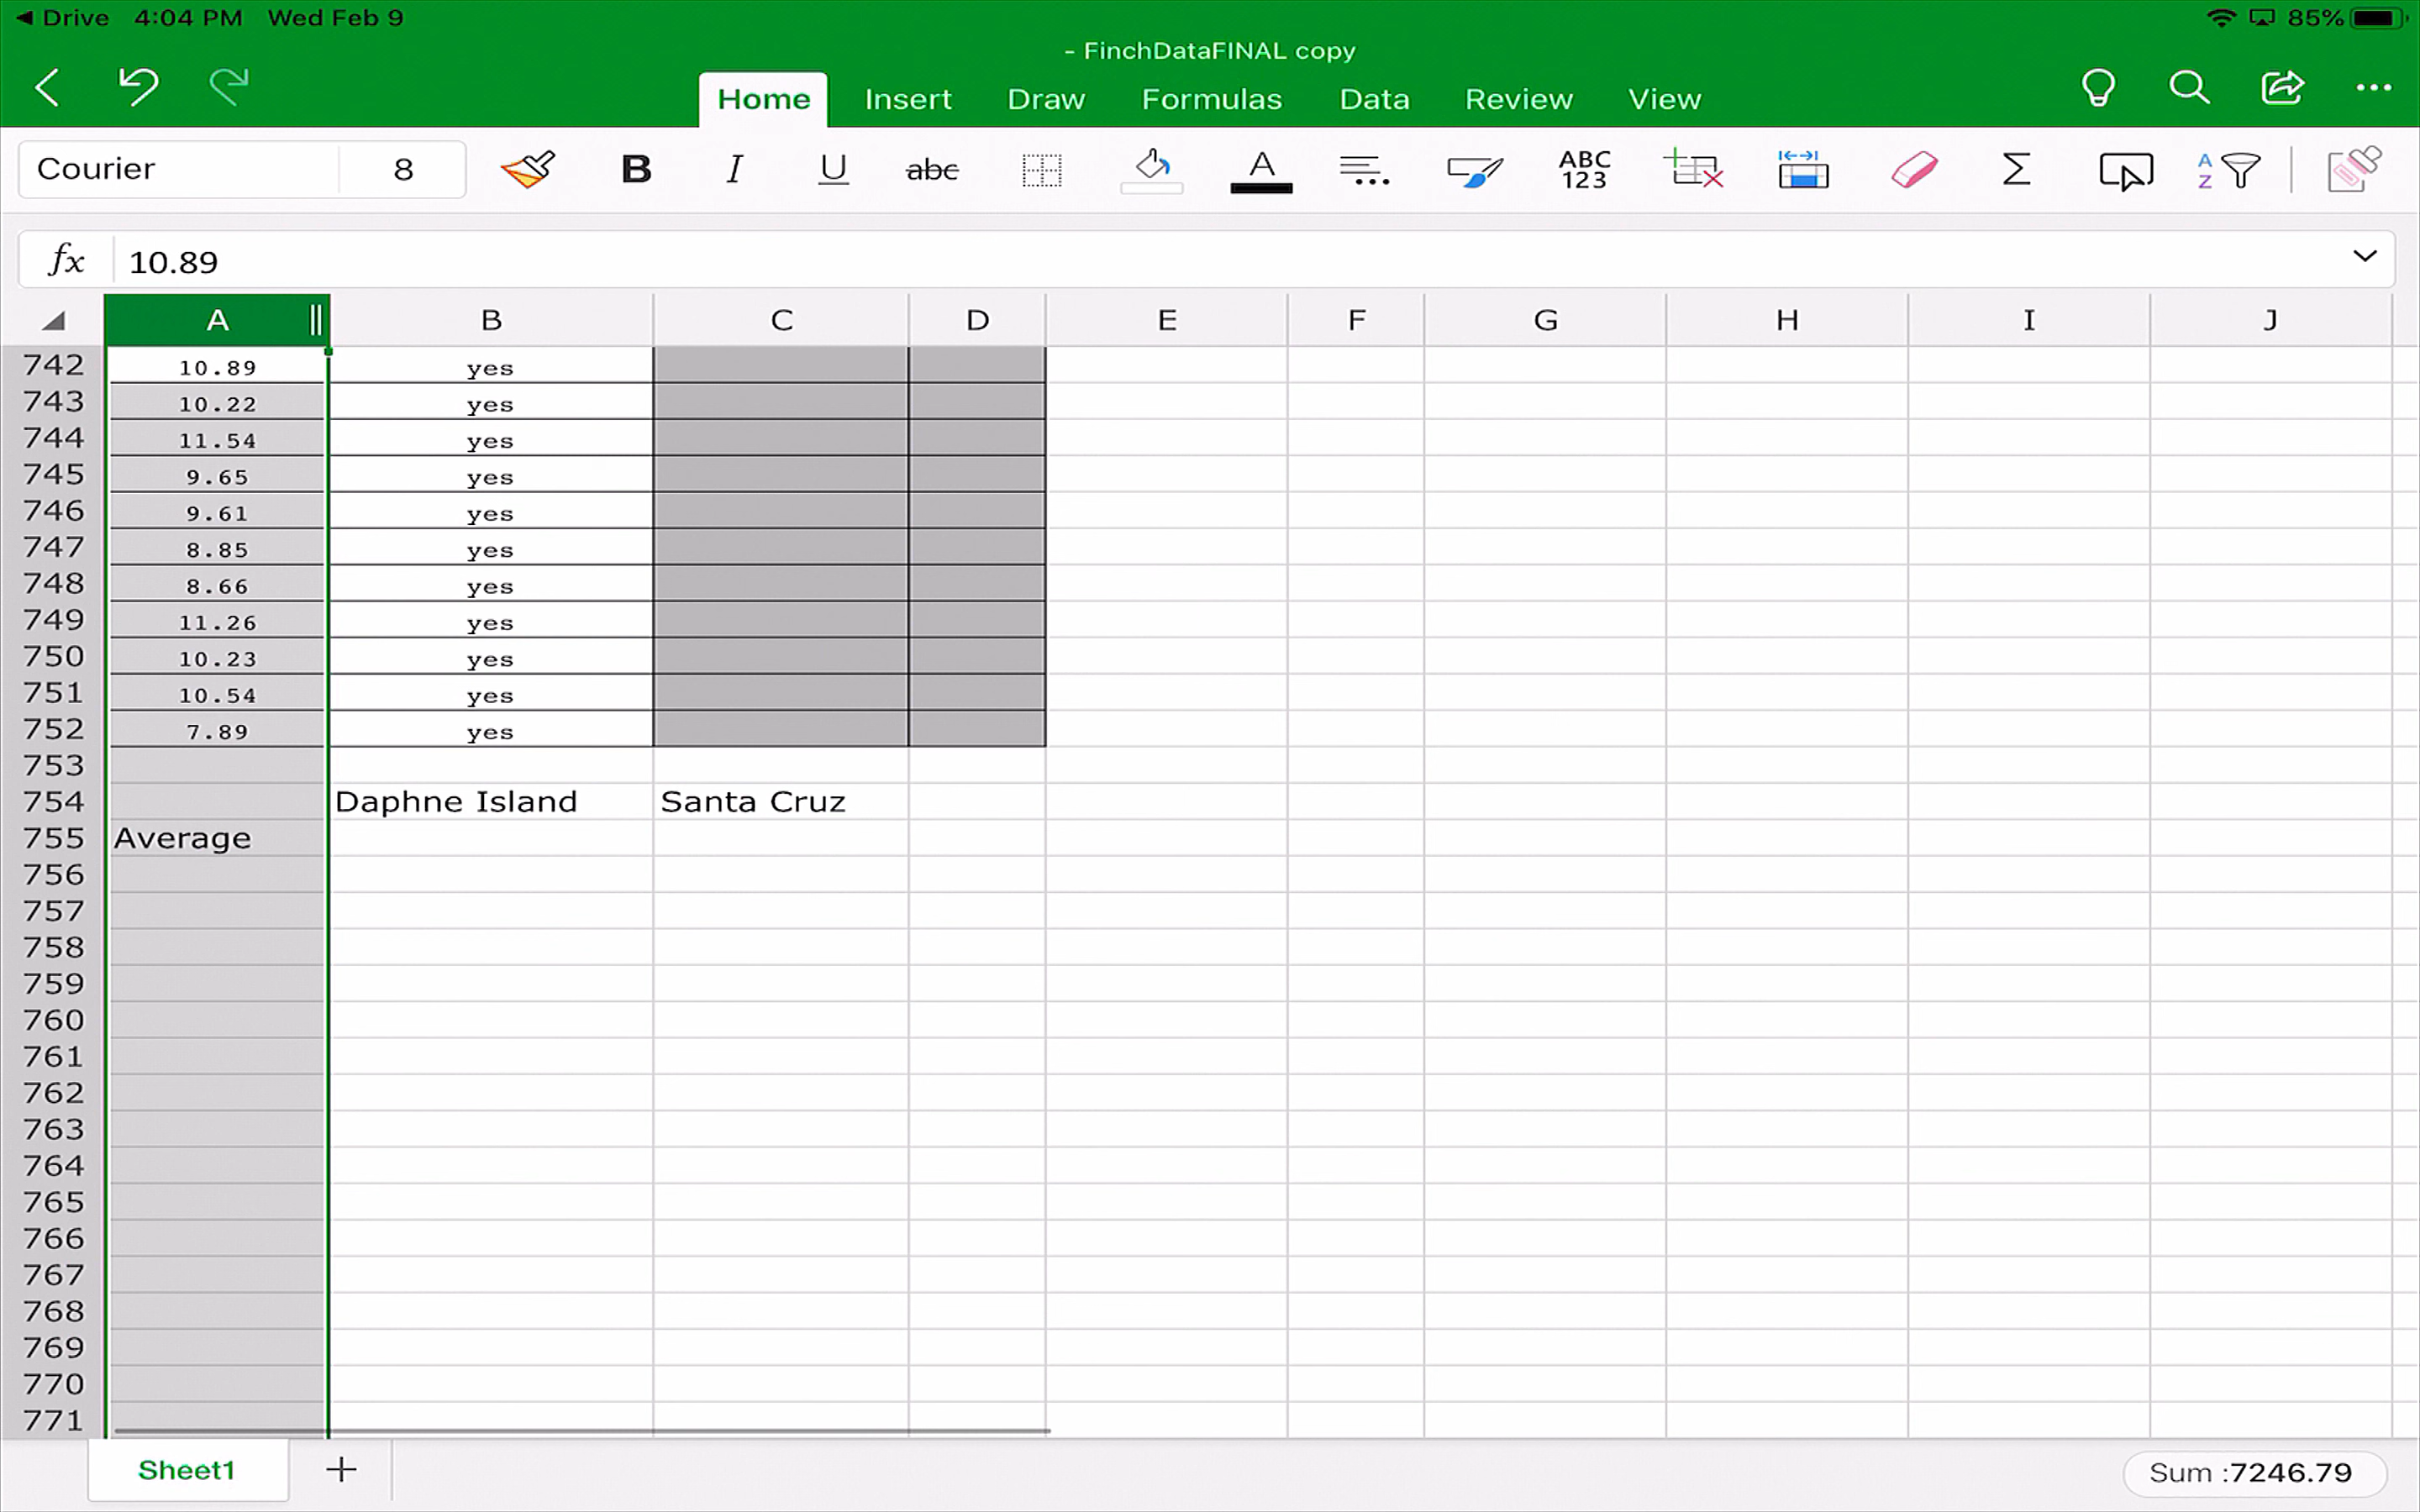 Drive 4:04 PM Wed Feb 9 85%
- FinchDataFINAL copy
Home Insert Draw Formulas Data Review View
Courier 8 B I U abc A ABC 123 Σ A Z
fx 10.89
A B C D E F G H I J
742 10.89 yes
743 10.22 yes
744 11.54 yes
745 9.65 yes
746 9.61 yes
747 8.85 yes
748 8.66 yes
749 11.26 yes
750 10.23 yes
751 10.54 yes
752 7.89 yes
753
754 Daphne Island Santa Cruz
755 Average
756
757
758
759
760
761
762
763
764
765
766
767
768
769
770
771
Sheet1 + Sum :7246.79